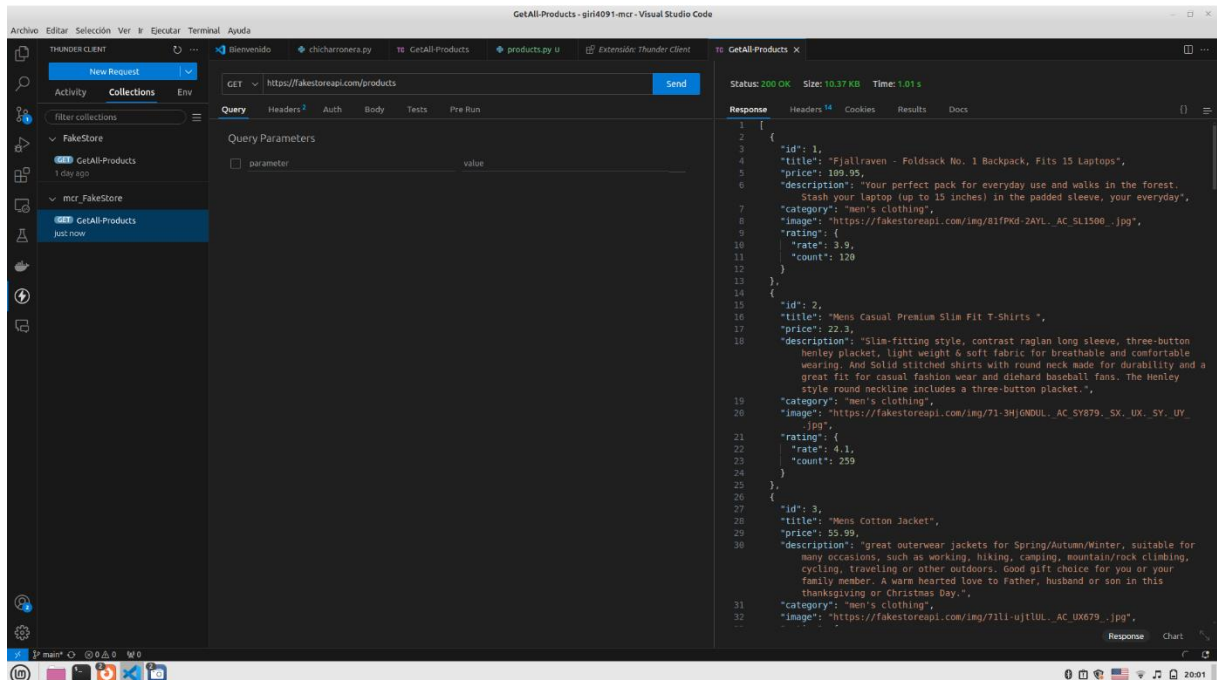 GetAll-Products - giri4091-mcr - Visual Studio Code
Archivo Editar Selección Ver Ir Ejecutar Terminal Ayuda
THUNDER CLIENT
New Request
Activity Collections Env
filter collections
FakeStore
GET GetAll-Products
1 day ago
mcr_FakeStore
GET GetAll-Products
just now
Bienvenido chicharronera.py TC GetAll-Products products.py U Extensión: Thunder Client TC GetAll-Products
GET https://fakestoreapi.com/products Send
Query Headers 2 Auth Body Tests Pre Run
Query Parameters
parameter value
Status: 200 OK Size: 10.37 KB Time: 1.01 s
Response Headers 14 Cookies Results Docs {}
1 [
2 {
3 "id": 1,
4 "title": "Fjallraven - Foldsack No. 1 Backpack, Fits 15 Laptops",
5 "price": 109.95,
6 "description": "Your perfect pack for everyday use and walks in the forest.
Stash your laptop (up to 15 inches) in the padded sleeve, your everyday",
7 "category": "men's clothing",
8 "image": "https://fakestoreapi.com/img/81fPKd-2AYL._AC_SL1500_.jpg",
9 "rating": {
10 "rate": 3.9,
11 "count": 120
12 }
13 },
14 {
15 "id": 2,
16 "title": "Mens Casual Premium Slim Fit T-Shirts ",
17 "price": 22.3,
18 "description": "Slim-fitting style, contrast raglan long sleeve, three-button
henley placket, light weight & soft fabric for breathable and comfortable
wearing. And Solid stitched shirts with round neck made for durability and a
great fit for casual fashion wear and diehard baseball fans. The Henley
style round neckline includes a three-button placket.",
19 "category": "men's clothing",
20 "image": "https://fakestoreapi.com/img/71-3HjGNDUL._AC_SY879._SX._UX._SY._UY_
.jpg",
21 "rating": {
22 "rate": 4.1,
23 "count": 259
24 }
25 },
26 {
27 "id": 3,
28 "title": "Mens Cotton Jacket",
29 "price": 55.99,
30 "description": "great outerwear jackets for Spring/Autumn/Winter, suitable for
many occasions, such as working, hiking, camping, mountain/rock climbing,
cycling, traveling or other outdoors. Good gift choice for you or your
family member. A warm hearted love to Father, husband or son in this
thanksgiving or Christmas Day.",
31 "category": "men's clothing",
32 "image": "https://fakestoreapi.com/img/71li-ujtlUL._AC_UX679_.jpg",
Response Chart
main* 0 0 0
2 2
20:01